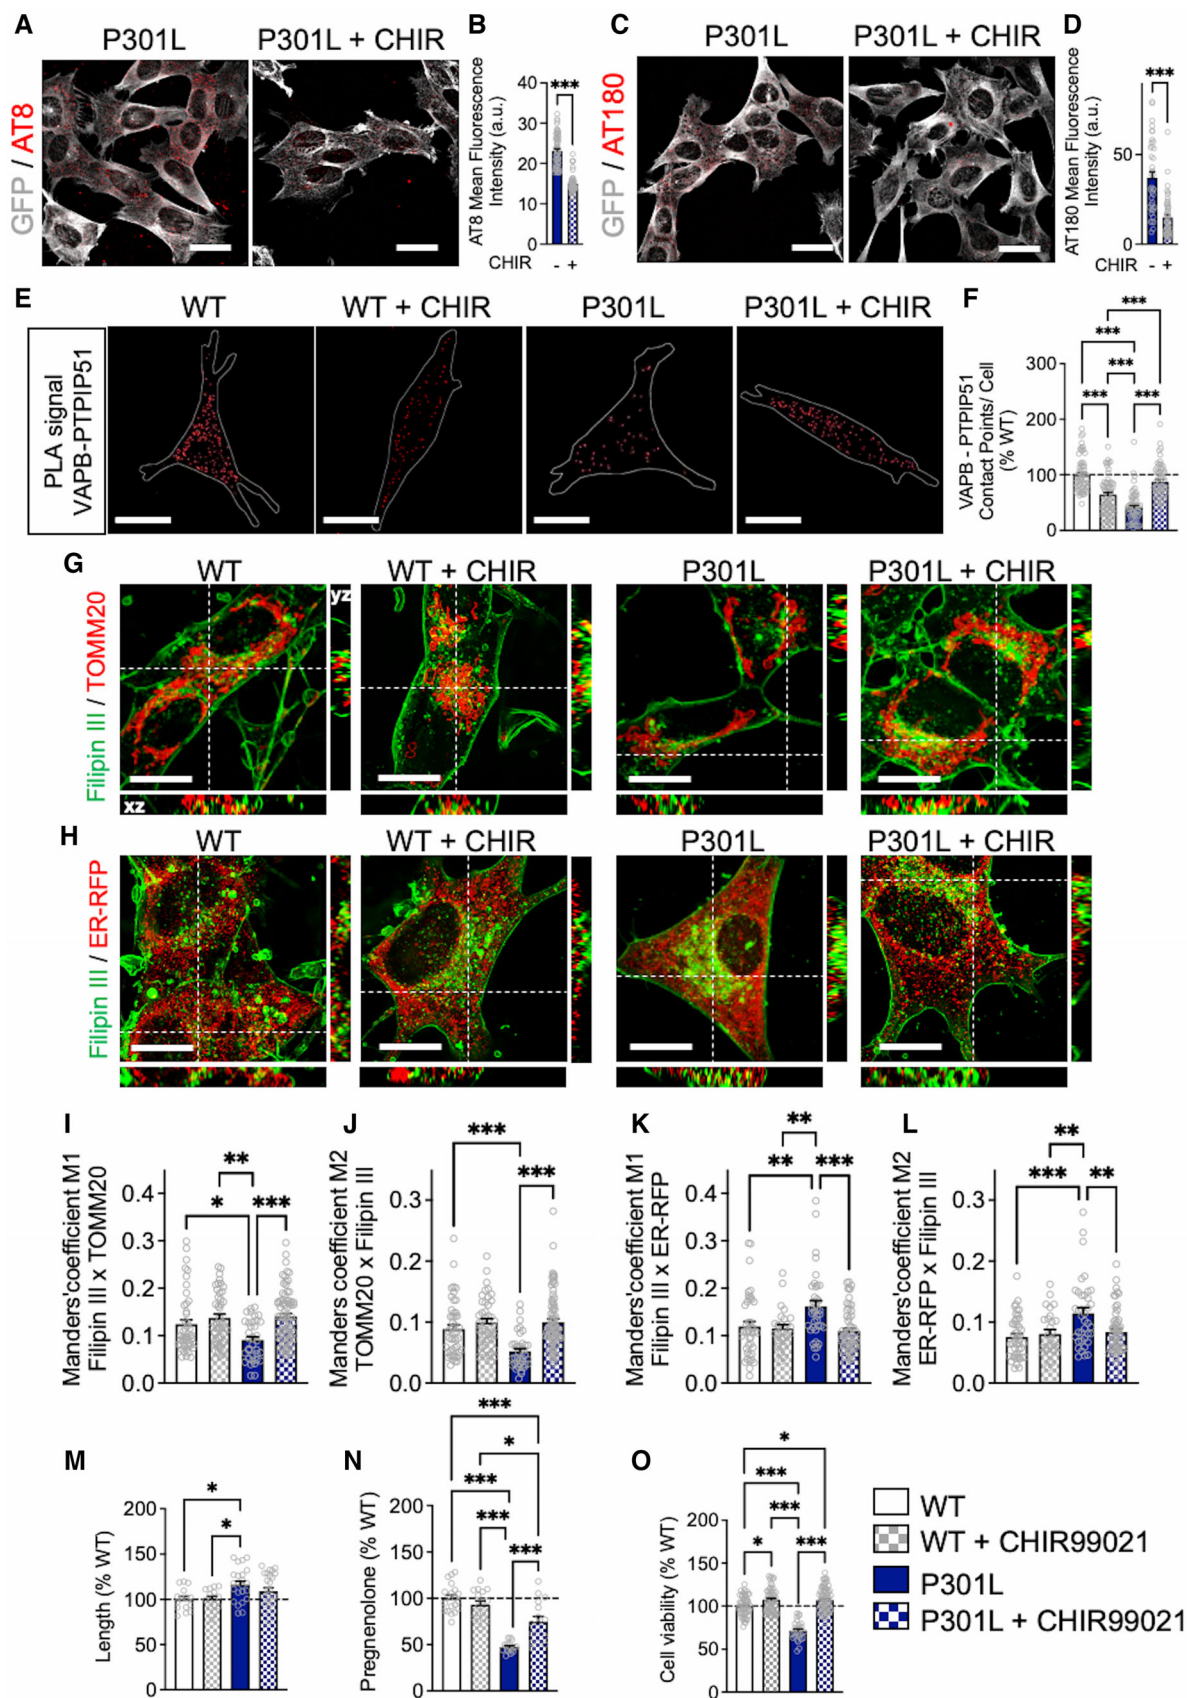 A
P301L
P301L + CHIR
GFP / AT8
B
AT8 Mean Fluorescence
Intensity (a.u.)
40
30
20
10
0
***
CHIR - +
C
P301L
P301L + CHIR
GFP / AT180
D
AT180 Mean Fluorescence
Intensity (a.u.)
50
0
***
CHIR - +
E
WT
WT + CHIR
P301L
P301L + CHIR
PLA signal
VAPB-PTPIP51
F
VAPB - PTPIP51
Contact Points/ Cell
(% WT)
300
200
100
0
***
***
***
***
***
G
WT
WT + CHIR
P301L
P301L + CHIR
Filipin III / TOMM20
yz
xz
H
WT
WT + CHIR
P301L
P301L + CHIR
Filipin III / ER-RFP
I
Manders'coefficient M1
Filipin III x TOMM20
0.4
0.3
0.2
0.1
0.0
**
*
***
J
Manders'coefficient M2
TOMM20 x Filipin III
0.3
0.2
0.1
0.0
***
***
K
Manders'coefficient M1
Filipin III x ER-RFP
0.4
0.3
0.2
0.1
0.0
**
**
***
L
Manders'coefficient M2
ER-RFP x Filipin III
0.3
0.2
0.1
0.0
**
***
**
M
Length (% WT)
200
150
100
50
0
*
*
N
Pregnenolone (% WT)
200
150
100
50
0
***
*
***
***
***
O
Cell viability (% WT)
200
150
100
50
0
*
***
***
*
***
WT
WT + CHIR99021
P301L
P301L + CHIR99021